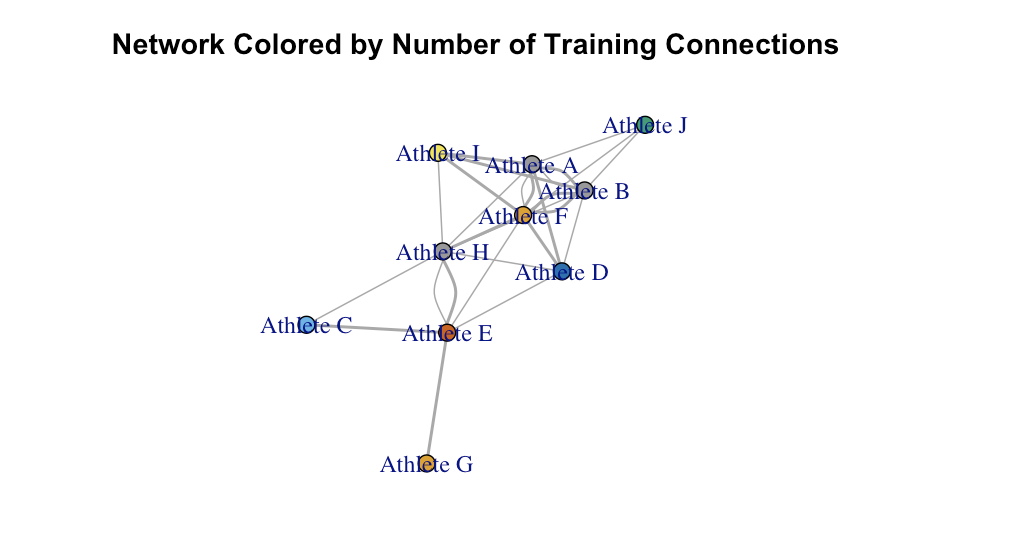 Network Colored by Number of Training Connections
Athlete J
Athlete I
Athlete A
Athlete B
Athlete F
Athlete H
Athlete D
Athlete C
Athlete E
Athlete G